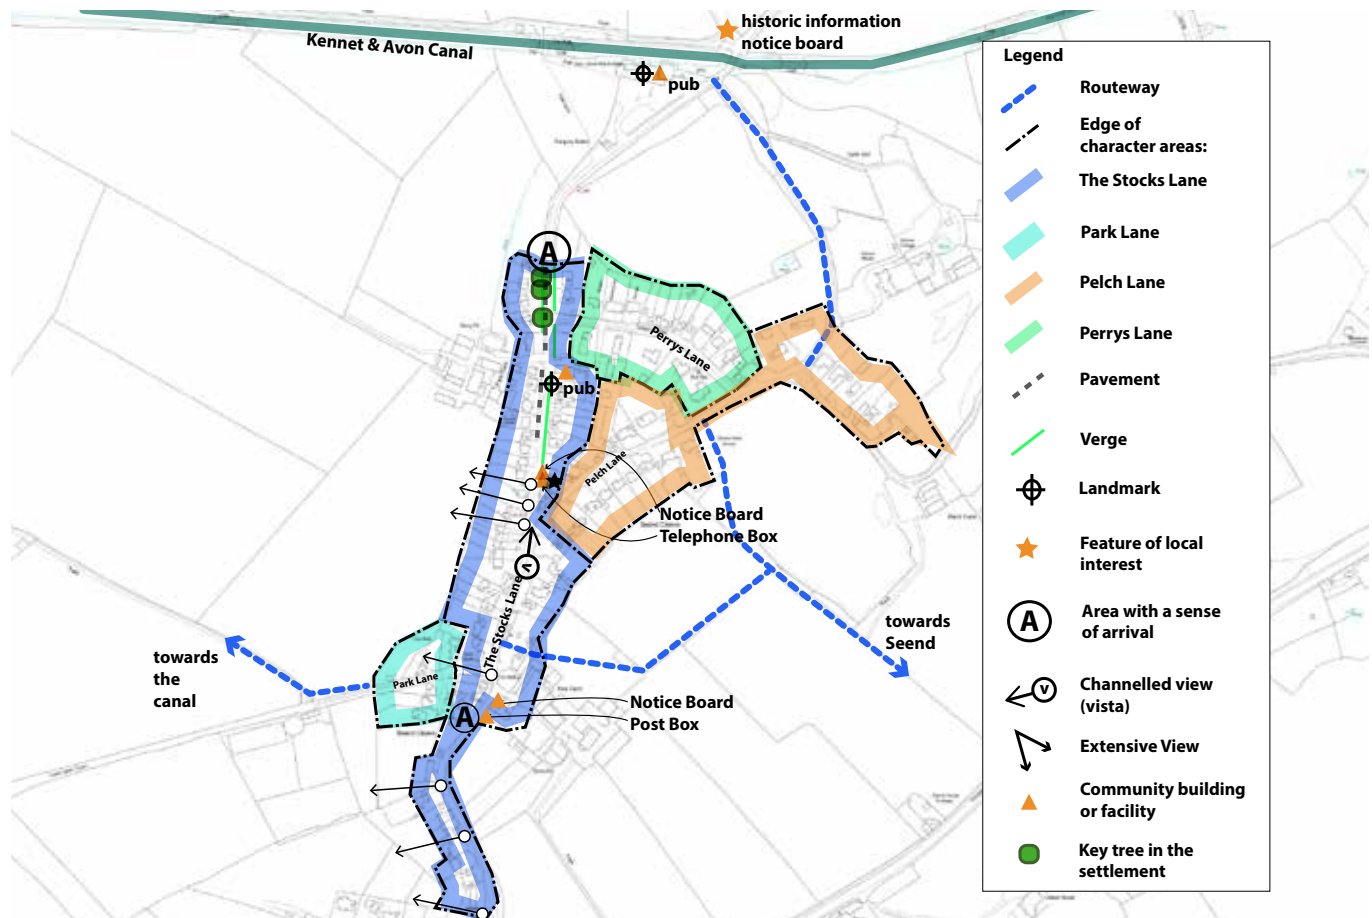 historic information
notice board
Kennet & Avon Canal
pub
A
Perrys Lane
pub
Pelch Lane
Notice Board
Telephone Box
v
The Stocks Lane
towards
the
canal
Park Lane
towards
Seend
A
Notice Board
Post Box
Legend
Routeway
Edge of
character areas:
The Stocks Lane
Park Lane
Pelch Lane
Perrys Lane
Pavement
Verge
Landmark
Feature of local
interest
A
Area with a sense
of arrival
v
Channelled view
(vista)
Extensive View
Community building
or facility
Key tree in the
settlement